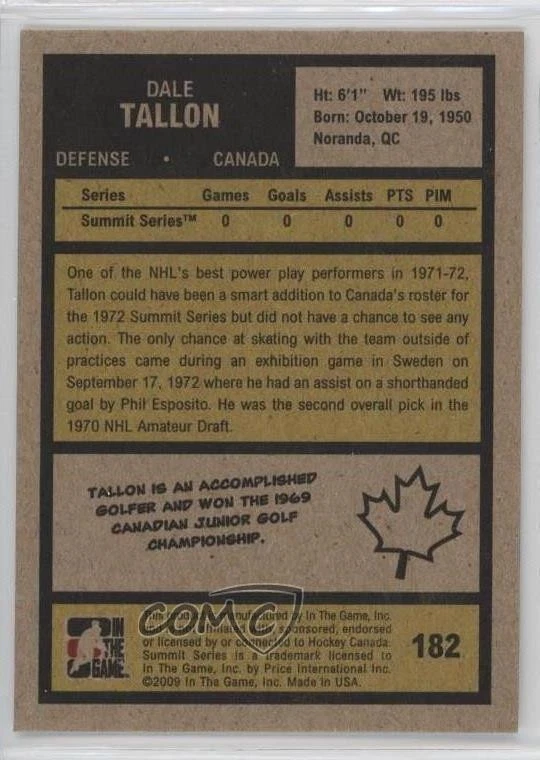 DALE
TALLON
DEFENSE • CANADA
Ht: 6'1" Wt: 195 lbs
Born: October 19, 1950
Noranda, QC
Series Games Goals Assists PTS PIM
Summit Series™ 0 0 0 0 0
One of the NHL's best power play performers in 1971-72,
Tallon could have been a smart addition to Canada's roster for
the 1972 Summit Series but did not have a chance to see any
action. The only chance at skating with the team outside of
practices came during an exhibition game in Sweden on
September 17, 1972 where he had an assist on a shorthanded
goal by Phil Esposito. He was the second overall pick in the
1970 NHL Amateur Draft.
TALLON IS AN ACCOMPLISHED
GOLFER AND WON THE 1969
CANADIAN JUNIOR GOLF
CHAMPIONSHIP.
IN
THE
GAME
This product manufactured by In The Game, Inc.
and affiliated with, sponsored, endorsed
or licensed by or connected to Hockey Canada.
Summit Series is a trademark licensed to
In The Game, Inc. by Price International Inc.
©2009 In The Game, Inc. Made in USA.
182
COMC